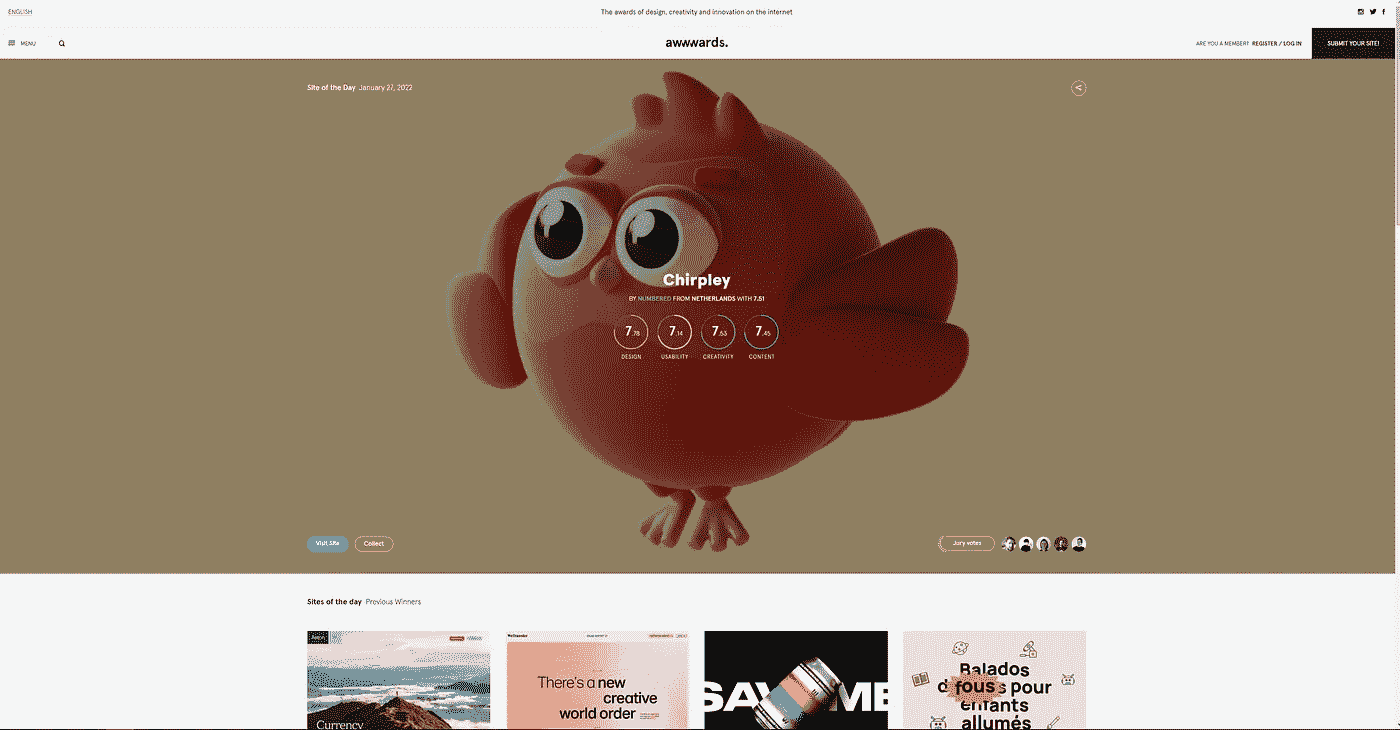 ENGLISH
The awards of design, creativity and innovation on the internet
MENU
awwwards.
ARE YOU A MEMBER? REGISTER / LOG IN
SUBMIT YOUR SITE!
Site of the Day January 27, 2022
Chirpley
BY NUMBERED FROM NETHERLANDS WITH 7.51
7.78 7.14 7.53 7.45
DESIGN USABILITY CREATIVITY CONTENT
Visit Site
Collect
Jury votes
Sites of the day Previous Winners
Currency
There's a new
creative
world order
SAV ME
Balados
fous pour
enfants
allumés